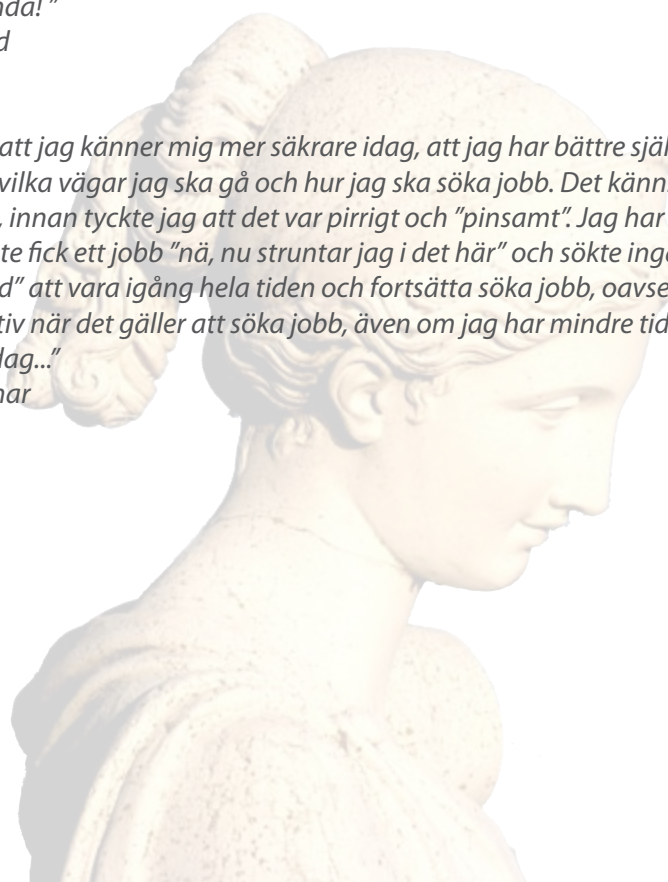 nda! ”
d
att jag känner mig mer säkrare idag, att jag har bättre själ
vilka vägar jag ska gå och hur jag ska söka jobb. Det känn
, innan tyckte jag att det var pirrigt och ”pinsamt”. Jag har
te fick ett jobb ”nä, nu struntar jag i det här” och sökte ing
d” att vara igång hela tiden och fortsätta söka jobb, oavse
tiv när det gäller att söka jobb, även om jag har mindre tid
dag...”
nar